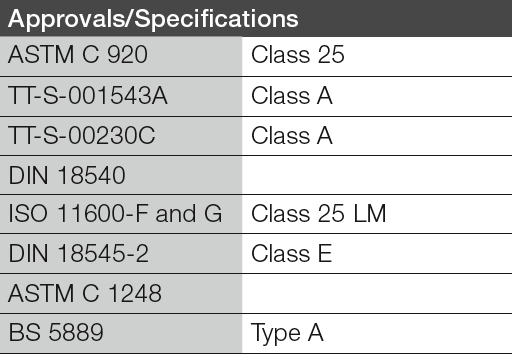 Approvals/Specifications
ASTM C 920 Class 25
TT-S-001543A Class A
TT-S-00230C Class A
DIN 18540
ISO 11600-F and G Class 25 LM
DIN 18545-2 Class E
ASTM C 1248
BS 5889 Type A